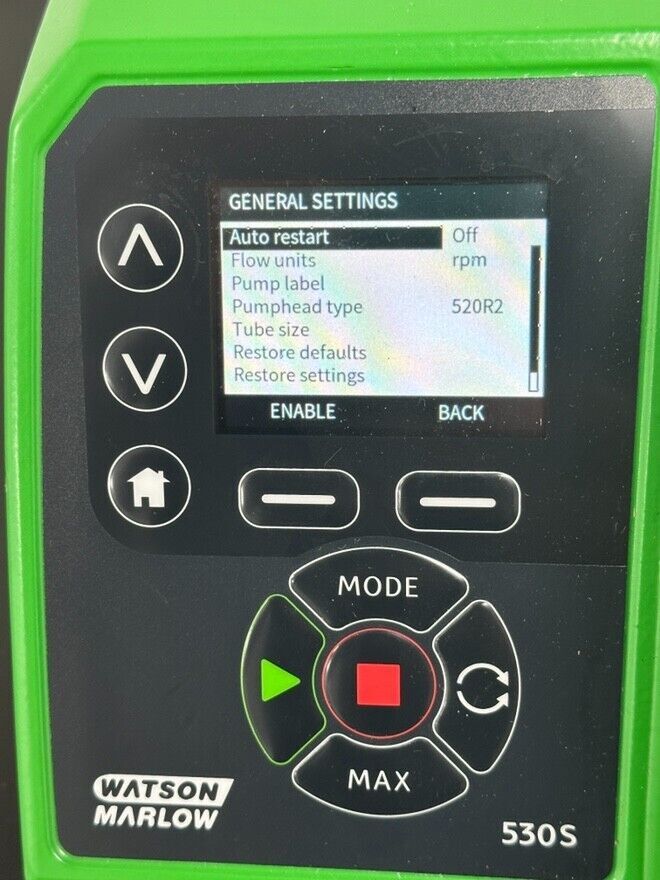 GENERAL SETTINGS
Auto restart Off
Flow units rpm
Pump label
Pumphead type 520R2
Tube size
Restore defaults
Restore settings
ENABLE BACK
MODE
MAX
WATSON
MARLOW
530S